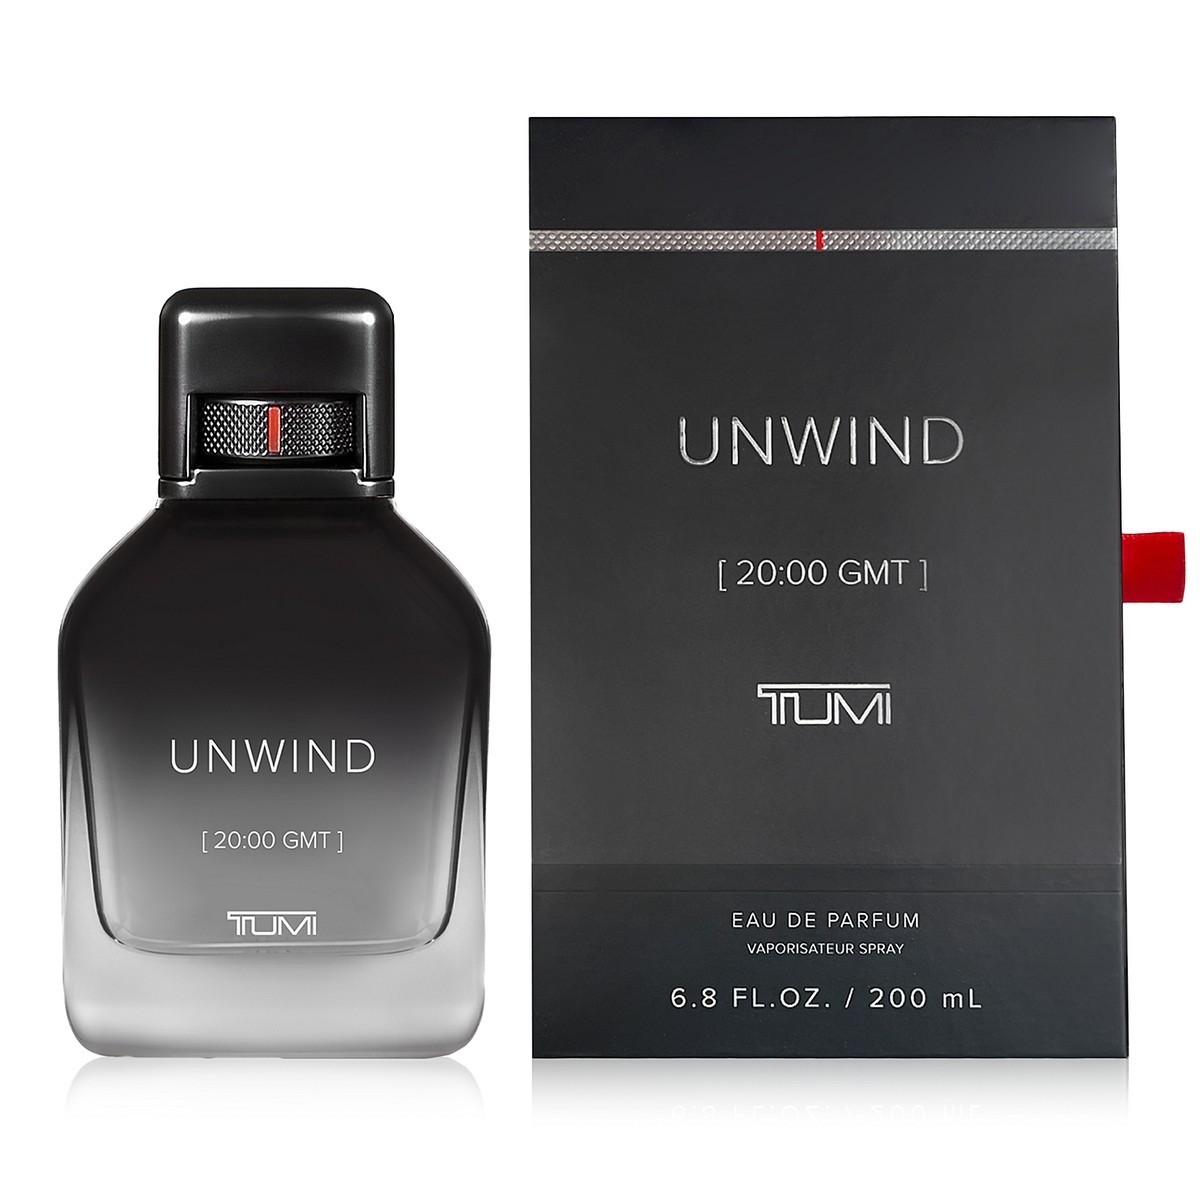 UNWIND
[ 20:00 GMT ]
TUMI
UNWIND
[ 20:00 GMT ]
TUMI
EAU DE PARFUM
VAPORISATEUR SPRAY
6.8 FL.OZ. / 200 mL